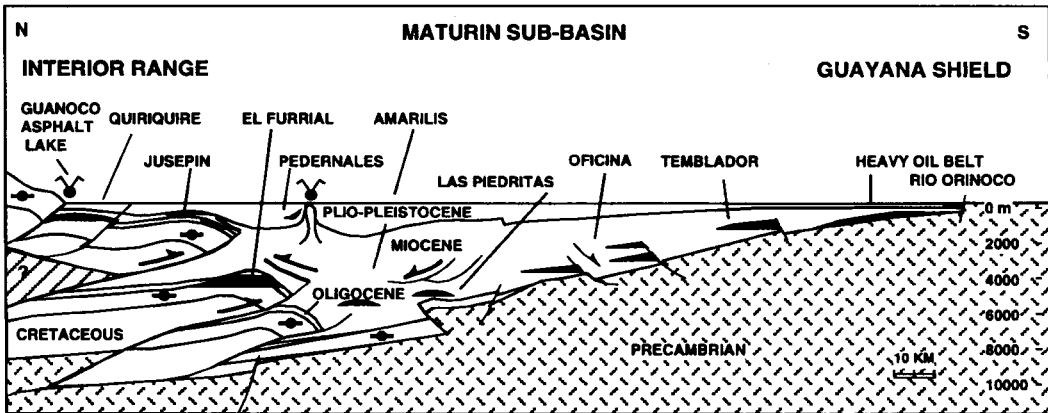 N
MATURIN SUB-BASIN
S
INTERIOR RANGE
GUAYANA SHIELD
GUANOCO
ASPHALT
LAKE
QUIRIQUIRE
EL FURRIAL
AMARILIS
JUSEPIN
PEDERNALES
LAS PIEDRITAS
OFICINA
TEMBLADOR
HEAVY OIL BELT
RIO ORINOCO
PLIO-PLEISTOCENE
0 m
MIOCENE
2000
?
4000
OLIGOCENE
CRETACEOUS
6000
PRECAMBRIAN
8000
10 KM
10000